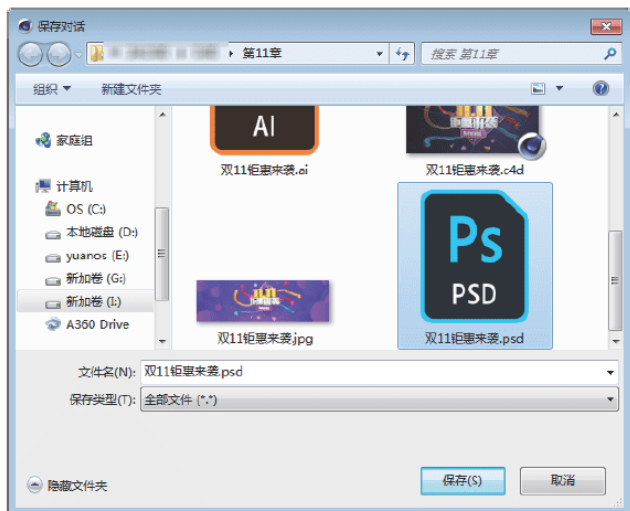 保存对话
第11章
搜索 第11章
组织
新建文件夹
家庭组
计算机
OS (C:)
本地磁盘 (D:)
yuanos (E:)
新加卷 (G:)
新加卷 (I:)
A360 Drive
AI
双11钜惠来袭.ai
11.11
双11钜惠来袭.c4d
双11钜惠来袭.jpg
Ps
PSD
双11钜惠来袭.psd
文件名(N): 双11钜惠来袭.psd
保存类型(T): 全部文件 (*.*)
隐藏文件夹
保存(S)
取消